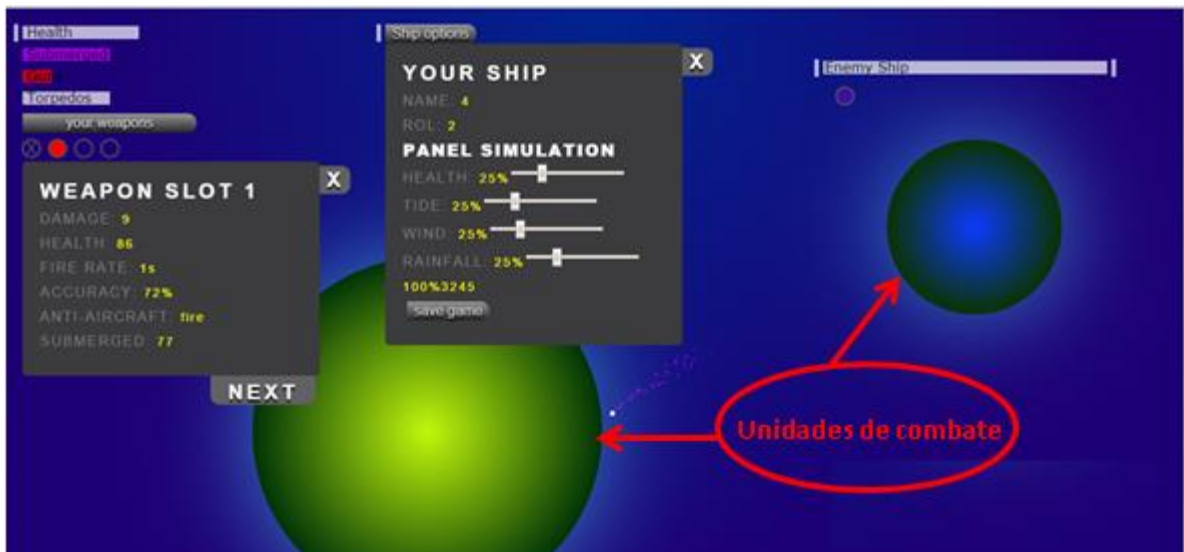 Health
Submerged
Torpedos
your weapons
X
WEAPON SLOT 1
DAMAGE: 9
HEALTH: 86
FIRE RATE: 1s
ACCURACY: 72%
ANTI-AIRCRAFT: fire
SUBMERGED: 77
NEXT
Ship options
X
YOUR SHIP
NAME: 4
ROL: 2
PANEL SIMULATION
HEALTH: 25%
TIDE: 25%
WIND: 25%
RAINFALL: 25%
100%3245
save game
Enemy Ship
Unidades de combate